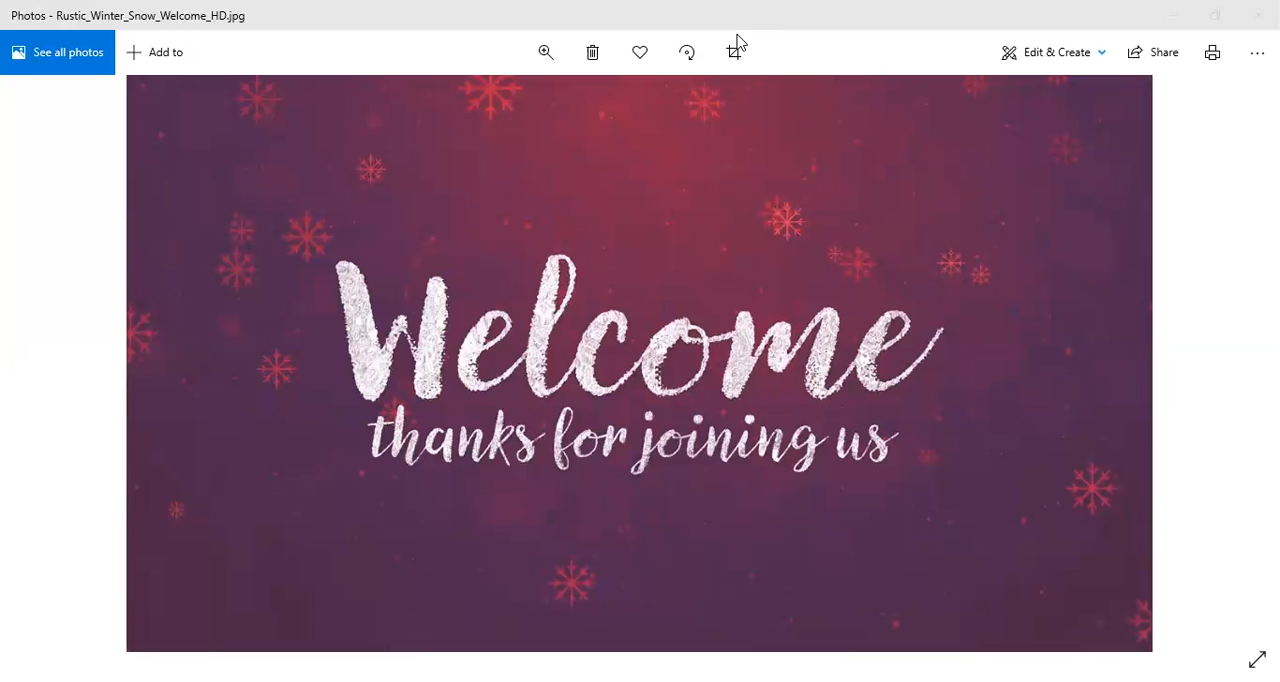 Photos - Rustic_Winter_Snow_Welcome_HD.jpg
See all photos
Add to
Edit & Create
Share
Welcome
thanks for joining us